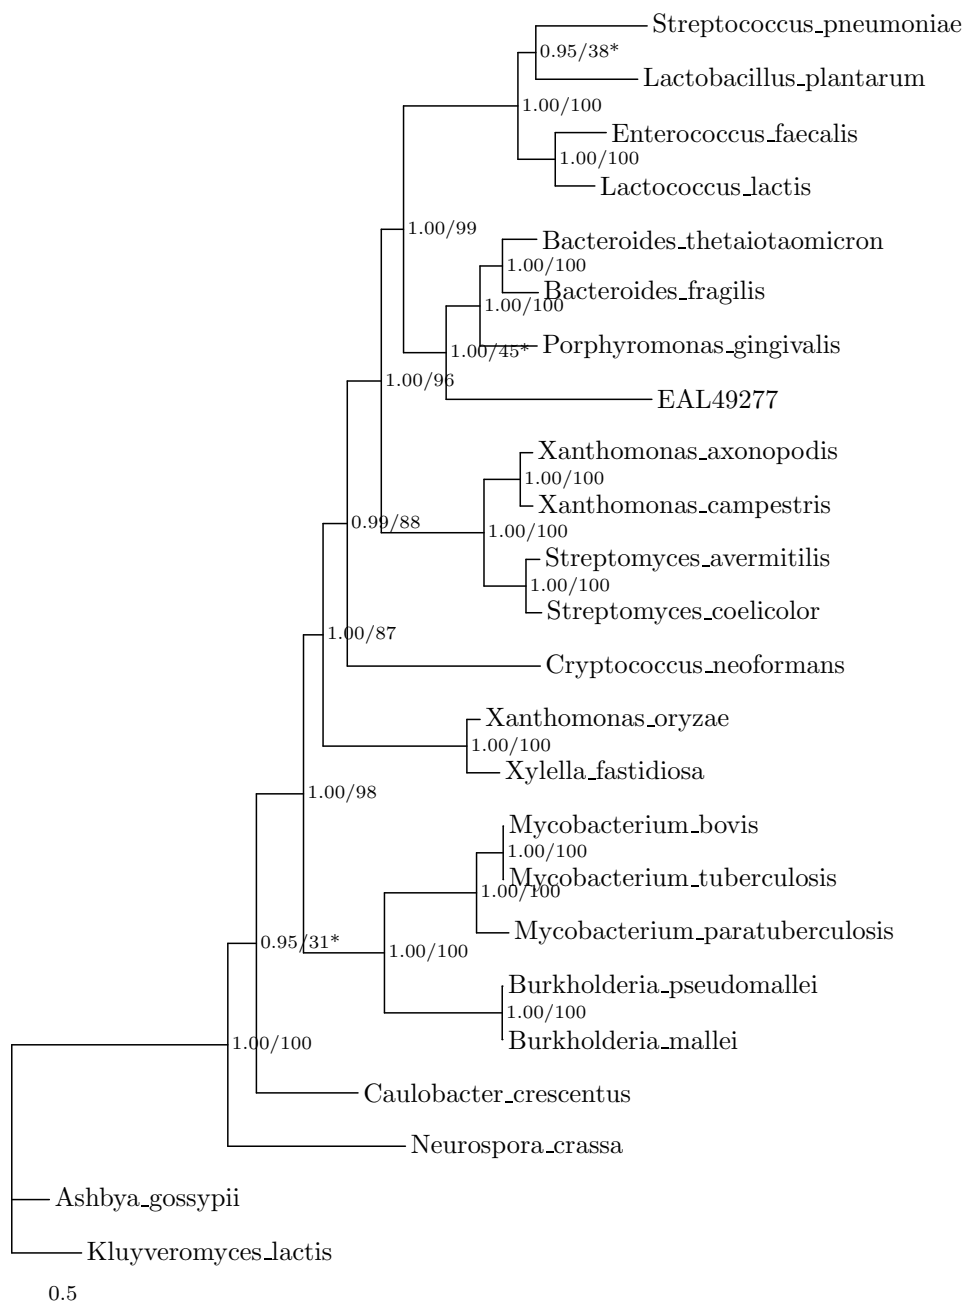 Streptococcus_pneumoniae
0.95/38*
Lactobacillus_plantarum
1.00/100
Enterococcus_faecalis
1.00/100
Lactococcus_lactis
1.00/99
Bacteroides_thetaiotaomicron
1.00/100
Bacteroides_fragilis
1.00/100
Porphyromonas_gingivalis
1.00/45*
1.00/96
EAL49277
Xanthomonas_axonopodis
1.00/100
Xanthomonas_campestris
0.99/88
1.00/100
Streptomyces_avermitilis
1.00/100
Streptomyces_coelicolor
1.00/87
Cryptococcus_neoformans
Xanthomonas_oryzae
1.00/100
Xylella_fastidiosa
1.00/98
Mycobacterium_bovis
1.00/100
Mycobacterium_tuberculosis
1.00/100
Mycobacterium_paratuberculosis
0.95/31*
1.00/100
Burkholderia_pseudomallei
1.00/100
Burkholderia_mallei
1.00/100
Caulobacter_crescentus
Neurospora_crassa
Ashbya_gossypii
Kluyveromyces_lactis
0.5